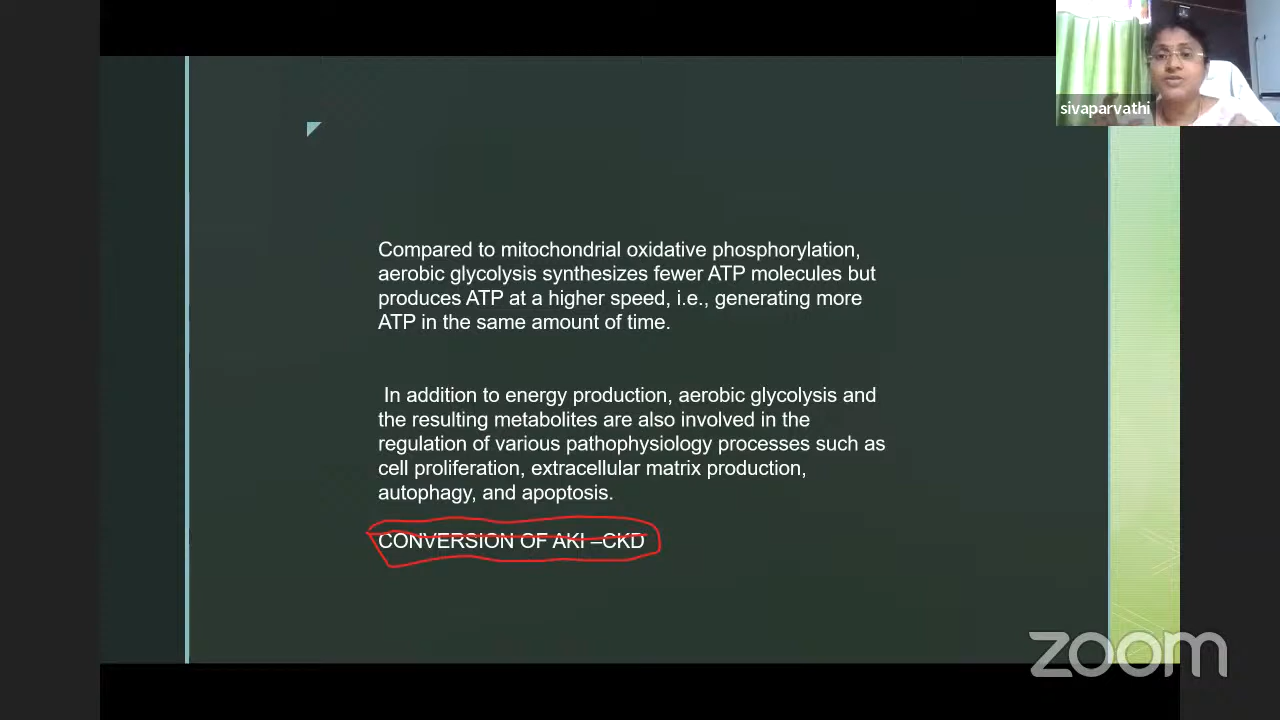 sivaparvathi
Compared to mitochondrial oxidative phosphorylation,
aerobic glycolysis synthesizes fewer ATP molecules but
produces ATP at a higher speed, i.e., generating more
ATP in the same amount of time.
In addition to energy production, aerobic glycolysis and
the resulting metabolites are also involved in the
regulation of various pathophysiology processes such as
cell proliferation, extracellular matrix production,
autophagy, and apoptosis.
CONVERSION OF AKI –CKD
zoom